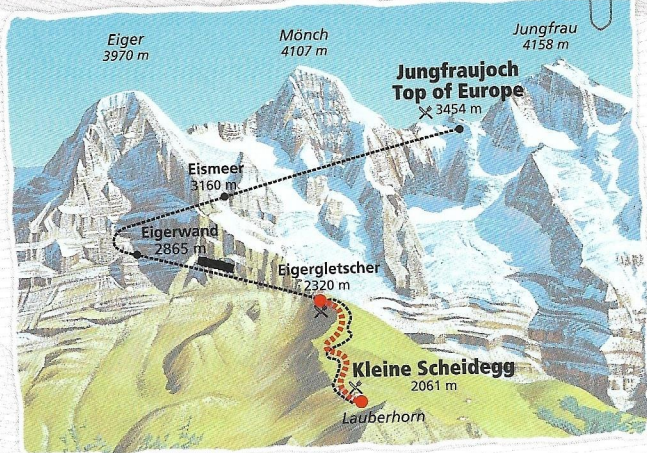 Eiger
3970 m
Mönch
4107 m
Jungfrau
4158 m
Jungfraujoch
Top of Europe
3454 m
Eismeer
3160 m
Eigerwand
2865 m
Eigergletscher
2320 m
Kleine Scheidegg
2061 m
Lauberhorn